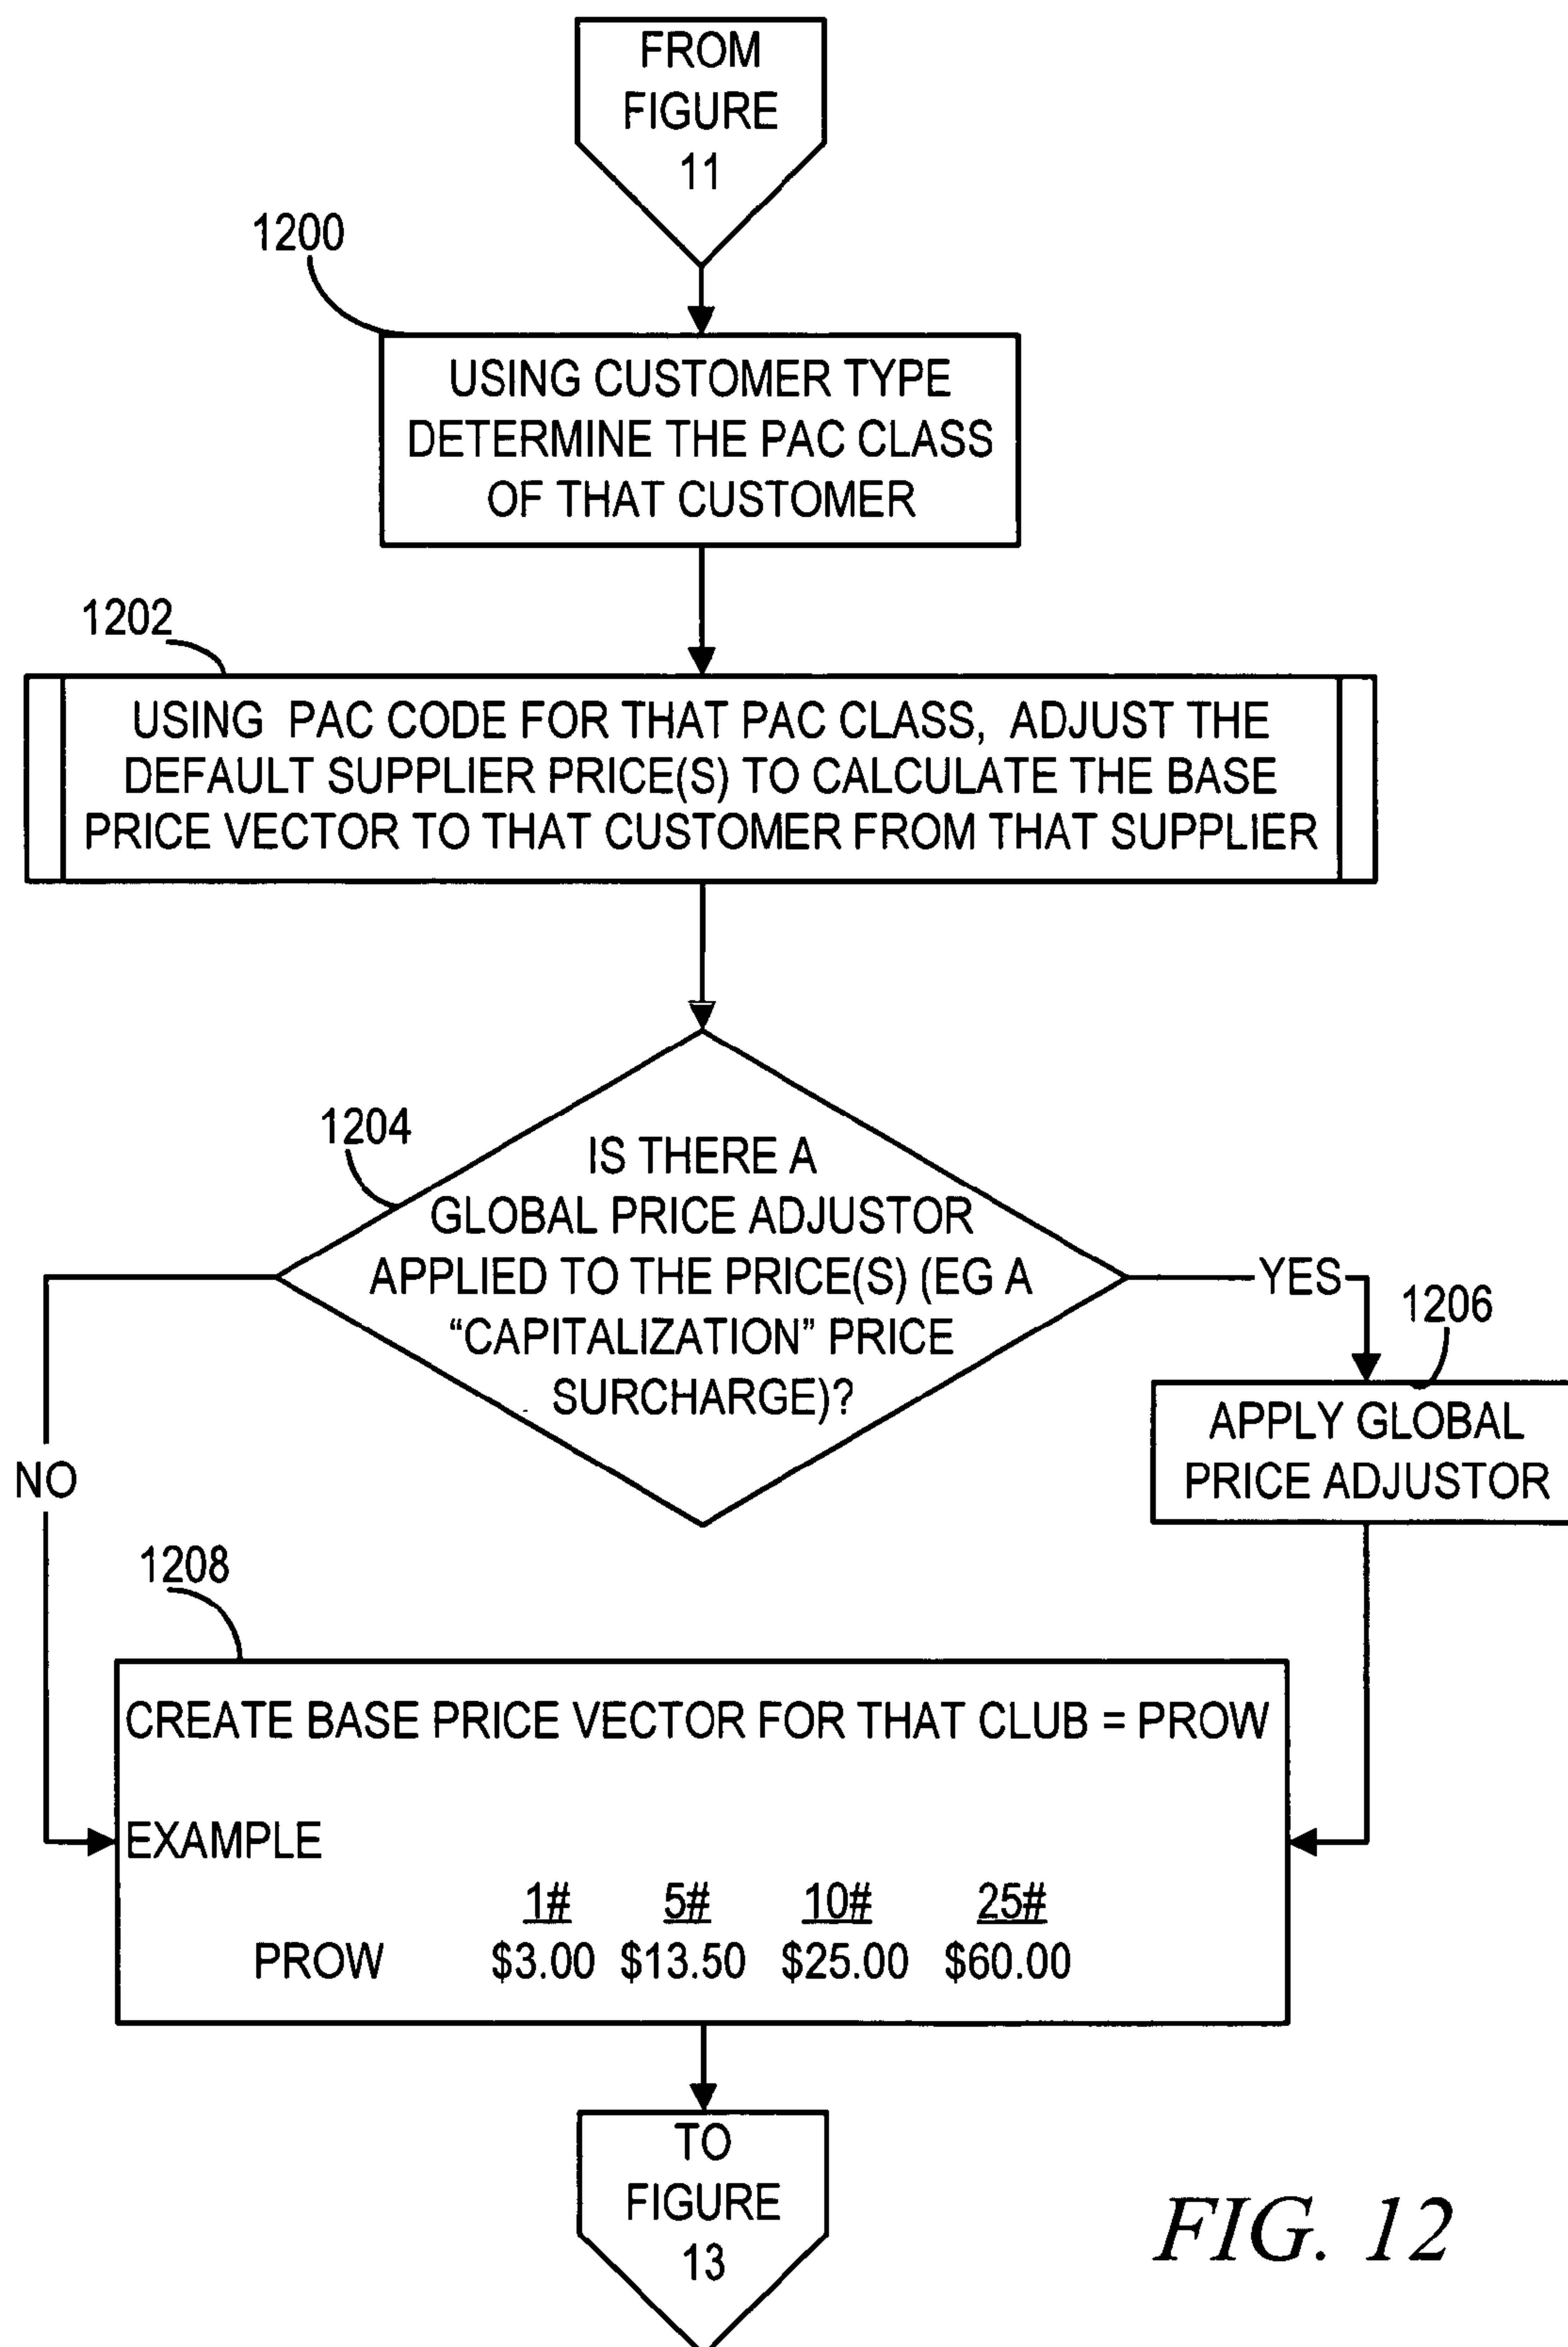 FROM
FIGURE
11
1200
USING CUSTOMER TYPE
DETERMINE THE PAC CLASS
OF THAT CUSTOMER
1202
USING PAC CODE FOR THAT PAC CLASS, ADJUST THE
DEFAULT SUPPLIER PRICE(S) TO CALCULATE THE BASE
PRICE VECTOR TO THAT CUSTOMER FROM THAT SUPPLIER
1204
IS THERE A
GLOBAL PRICE ADJUSTOR
APPLIED TO THE PRICE(S) (EG A
“CAPITALIZATION” PRICE
SURCHARGE)?
YES
1206
APPLY GLOBAL
PRICE ADJUSTOR
NO
1208
CREATE BASE PRICE VECTOR FOR THAT CLUB = PROW
EXAMPLE
1# 5# 10# 25#
PROW $3.00 $13.50 $25.00 $60.00
TO
FIGURE
13
FIG. 12